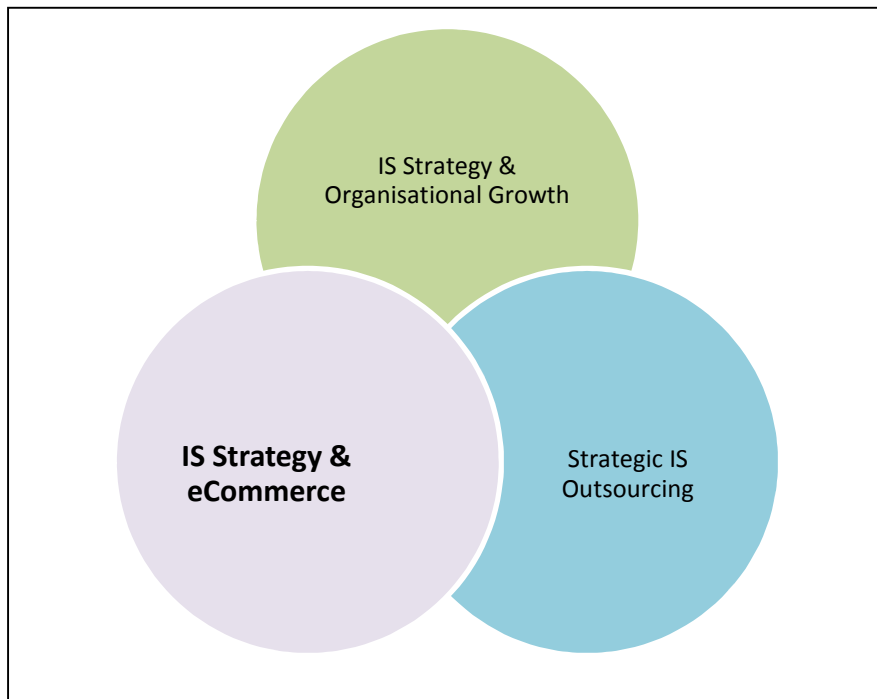 IS Strategy &
Organisational Growth
IS Strategy &
eCommerce
Strategic IS
Outsourcing